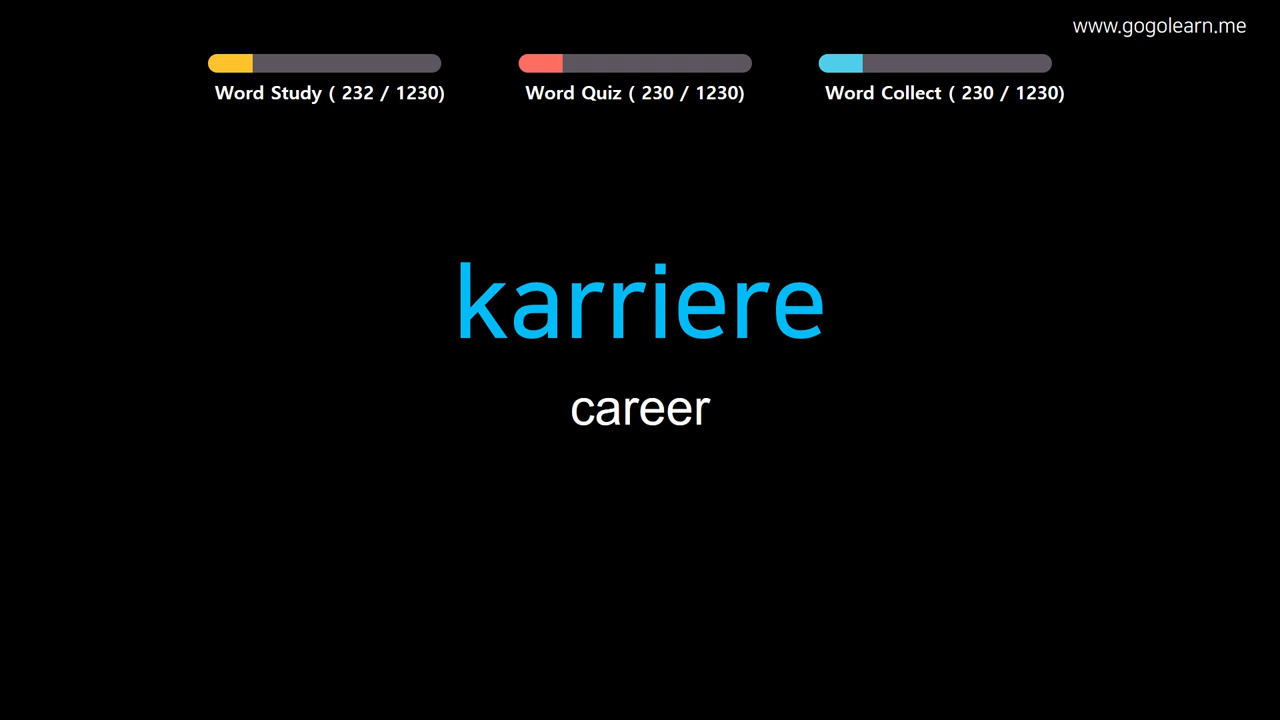 www.gogolearn.me
Word Study ( 232 / 1230)
Word Quiz ( 230 / 1230)
Word Collect ( 230 / 1230)
karriere
career